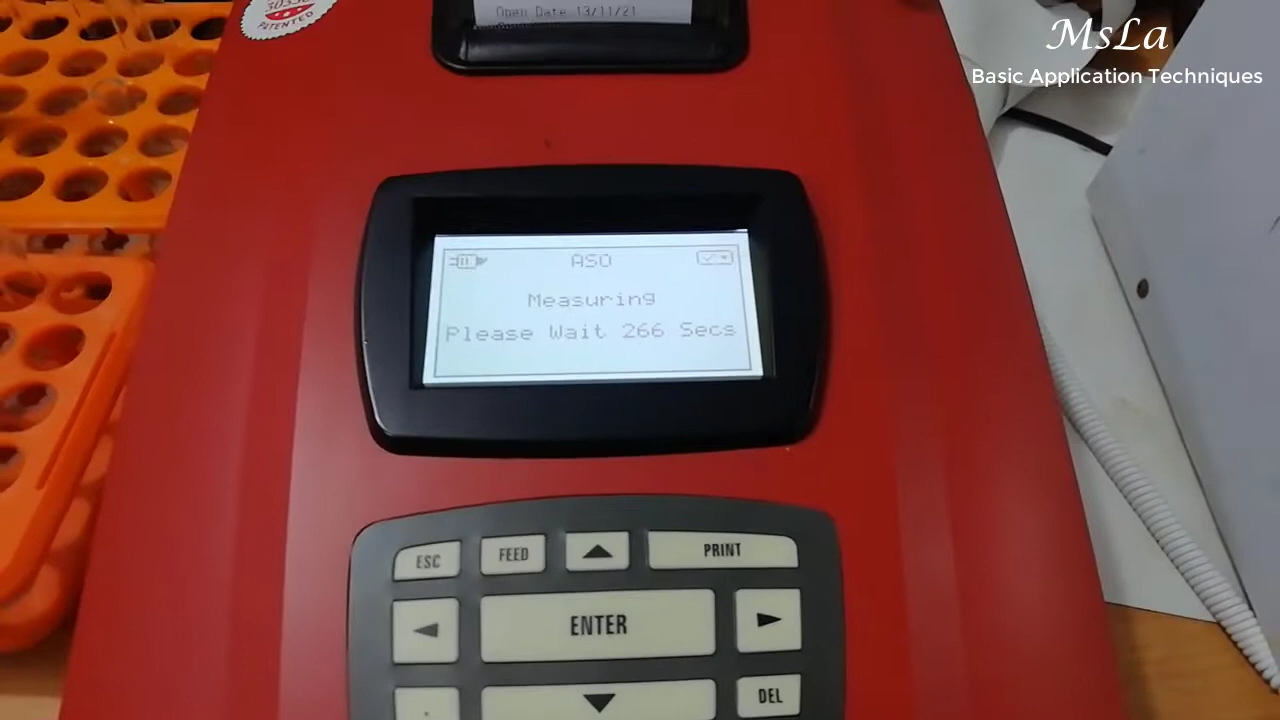 PATENTED
Open Date 13/11/21
MsLa
Basic Application Techniques
ASO
Measuring
Please Wait 266 Secs
ESC
FEED
PRINT
ENTER
DEL